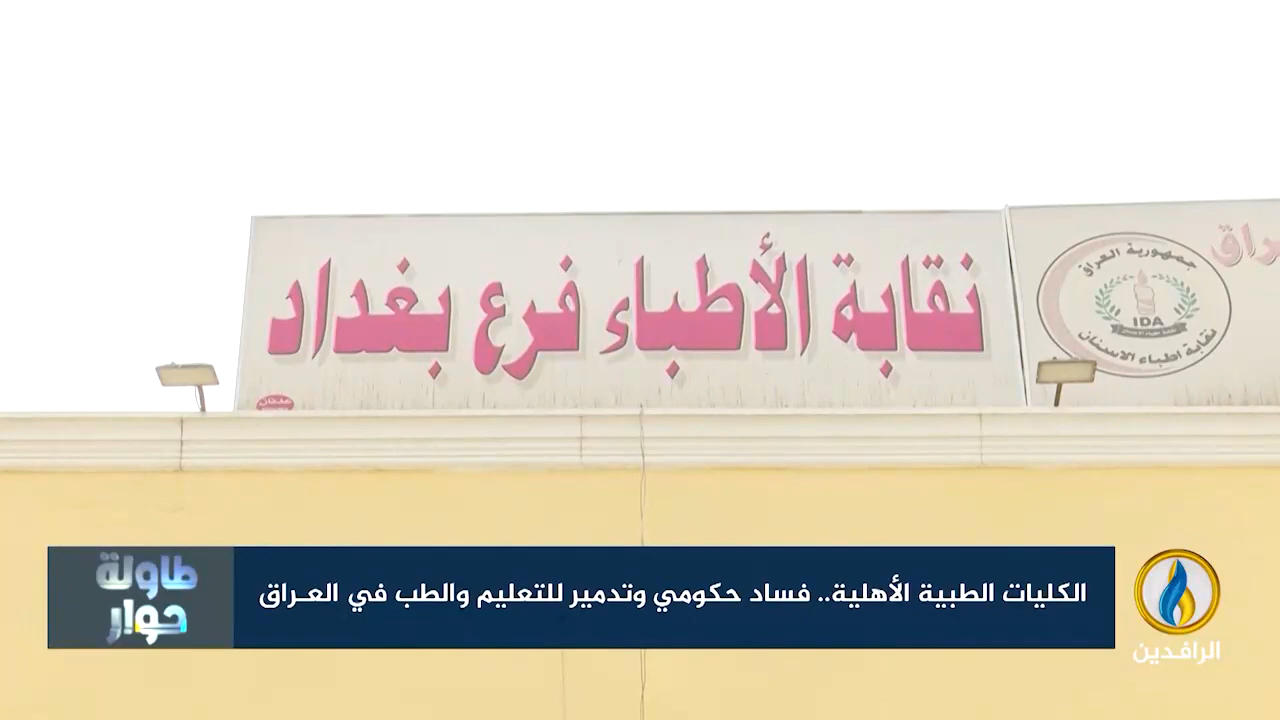 نقابة الأطباء فرع بغداد
راق
جمهورية العراق
IDA
نقابة اطباء الاسنان
الكليات الطبية الأهلية.. فساد حكومي وتدمير للتعليم والطب في العـراق
طاولة
حوار
الرافدين